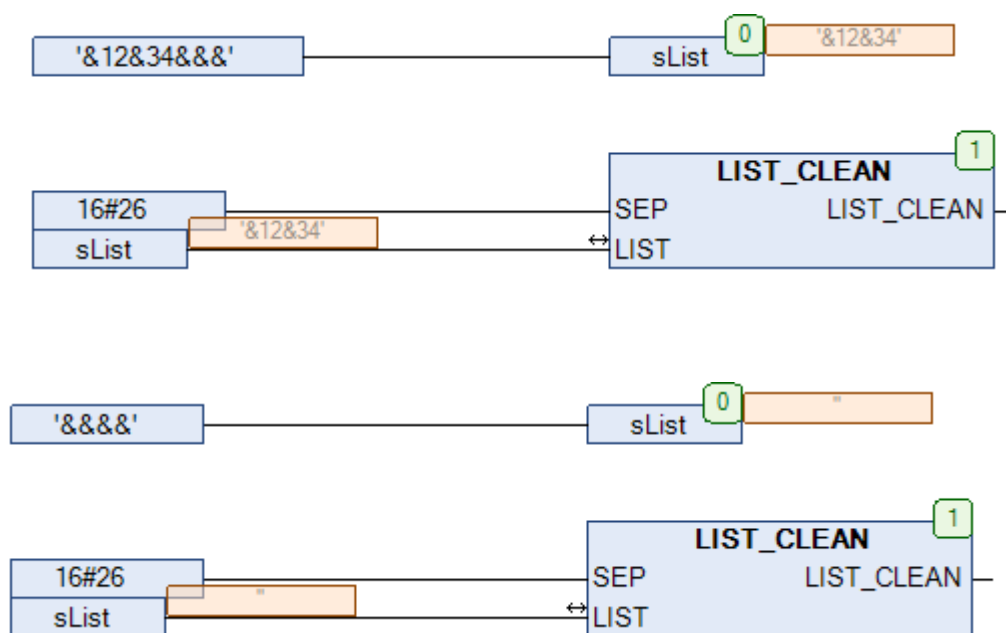 '&12&34&&&' sList 0 '&12&34'
1
LIST_CLEAN
16#26 SEP LIST_CLEAN
sList '&12&34' LIST
'&&&&' sList 0 ''
1
LIST_CLEAN
16#26 SEP LIST_CLEAN
sList '' LIST